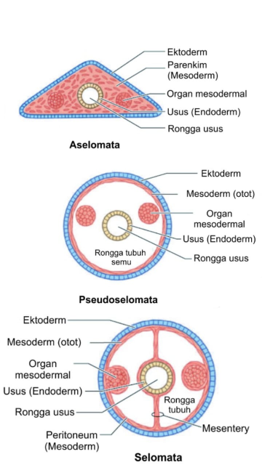 Ektoderm
Parenkim
(Mesoderm)
Organ mesodermal
Usus (Endoderm)
Rongga usus
Aselomata
Ektoderm
Mesoderm (otot)
Organ
mesodermal
Usus (Endoderm)
Rongga usus
Rongga tubuh
semu
Pseudoselomata
Ektoderm
Mesoderm (otot)
Organ
mesodermal
Usus (Endoderm)
Rongga usus
Peritoneum
(Mesoderm)
Rongga
tubuh
Mesentery
Selomata